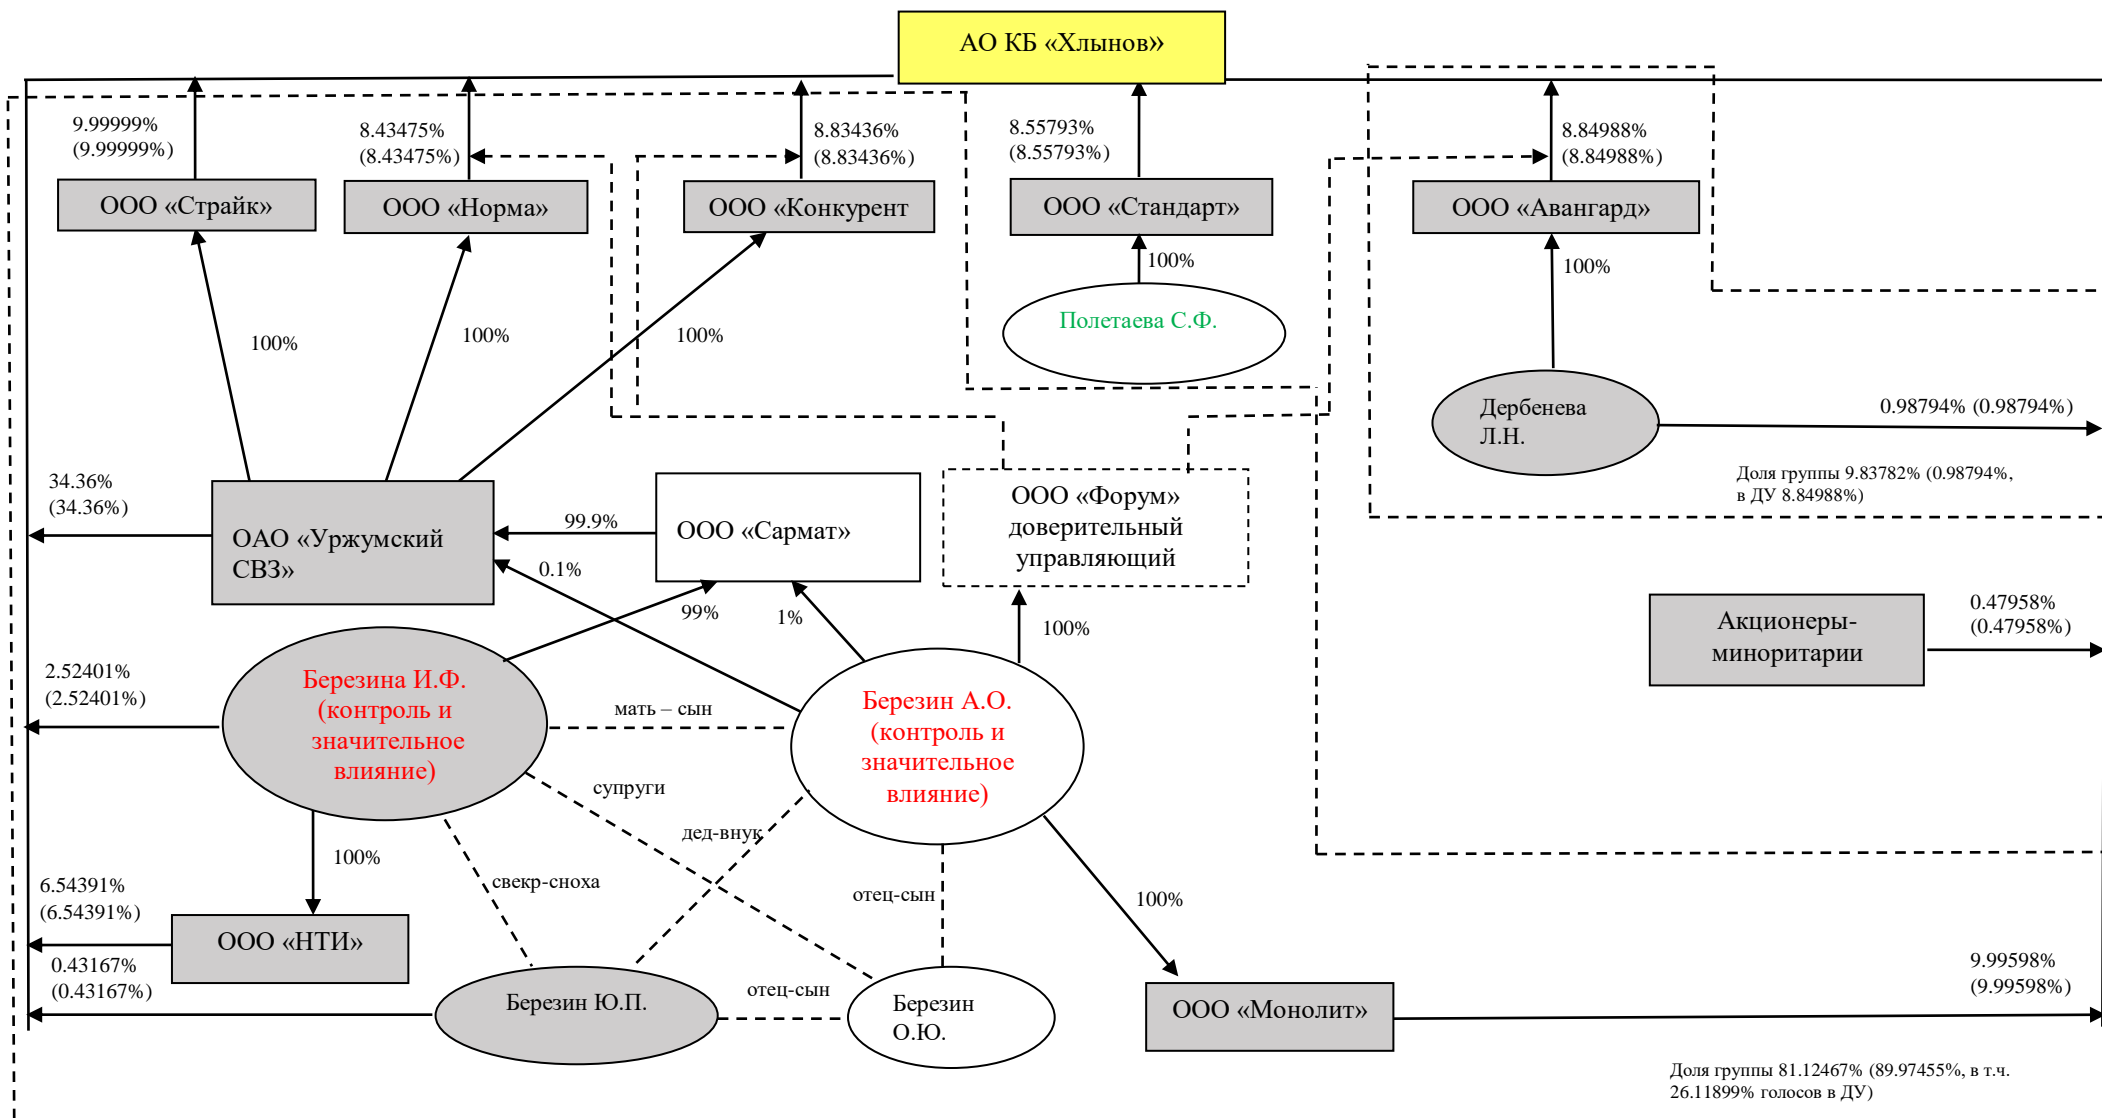 АО КБ «Хлынов»
9.99999%
(9.99999%)
8.43475%
(8.43475%)
8.83436%
(8.83436%)
8.55793%
(8.55793%)
8.84988%
(8.84988%)
ООО «Страйк»
ООО «Норма»
ООО «Конкурент
ООО «Стандарт»
ООО «Авангард»
100%
100%
100%
100%
100%
Полетаева С.Ф.
Дербенева
Л.Н.
0.98794% (0.98794%)
Доля группы 9.83782% (0.98794%,
в ДУ 8.84988%)
34.36%
(34.36%)
ОАО «Уржумский
СВЗ»
99.9%
ООО «Сармат»
ООО «Форум»
доверительный
управляющий
0.1%
99%
1%
100%
Акционеры-
миноритарии
0.47958%
(0.47958%)
2.52401%
(2.52401%)
Березина И.Ф.
(контроль и
значительное
влияние)
мать – сын
Березин А.О.
(контроль и
значительное
влияние)
супруги
дед-внук
100%
свекр-сноха
отец-сын
100%
6.54391%
(6.54391%)
ООО «НТИ»
0.43167%
(0.43167%)
Березин Ю.П.
отец-сын
Березин
О.Ю.
ООО «Монолит»
9.99598%
(9.99598%)
Доля группы 81.12467% (89.97455%, в т.ч.
26.11899% голосов в ДУ)